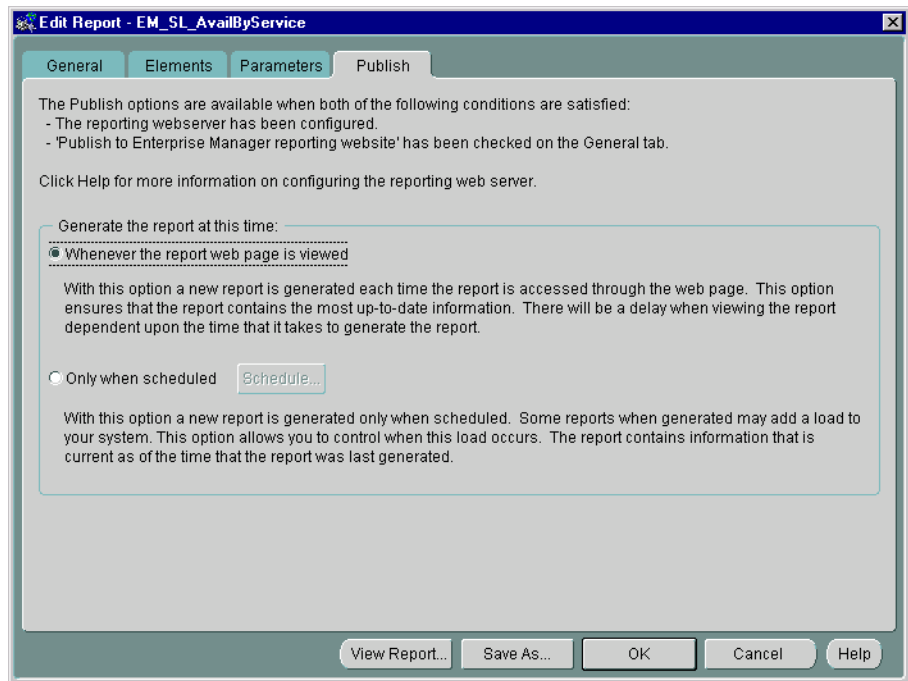 Edit Report - EM_SL_AvailByService
General Elements Parameters Publish
The Publish options are available when both of the following conditions are satisfied:
- The reporting webserver has been configured.
- 'Publish to Enterprise Manager reporting website' has been checked on the General tab.
Click Help for more information on configuring the reporting web server.
Generate the report at this time:
Whenever the report web page is viewed
With this option a new report is generated each time the report is accessed through the web page. This option
ensures that the report contains the most up-to-date information. There will be a delay when viewing the report
dependent upon the time that it takes to generate the report.
Only when scheduled Schedule...
With this option a new report is generated only when scheduled. Some reports when generated may add a load to
your system. This option allows you to control when this load occurs. The report contains information that is
current as of the time that the report was last generated.
View Report... Save As... OK Cancel Help